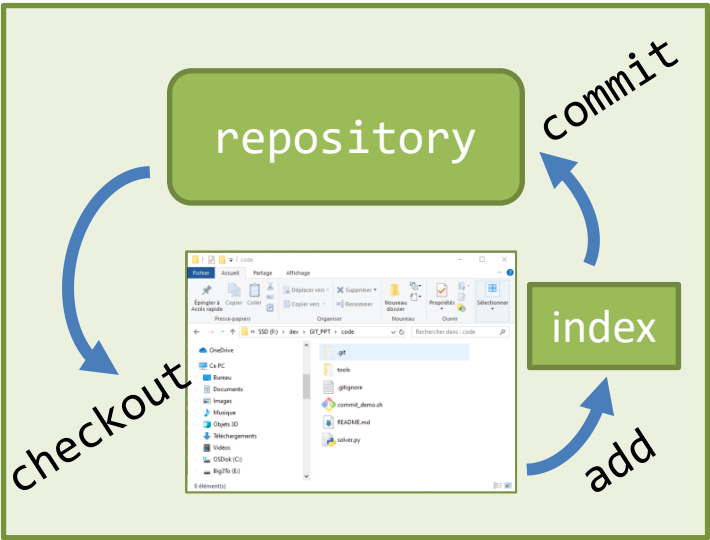 commit
repository
code
Fichier Accueil Partage Affichage
Épingler à Accès rapide
Copier
Coller
Déplacer vers
Copier vers
Supprimer
Renommer
Nouveau dossier
Propriétés
Sélectionner
Presse-papiers Organiser Nouveau Ouvrir
« SSD (F:) > dev > GIT_PPT > code
Rechercher dans : code
OneDrive
Ce PC
Bureau
Documents
Images
Musique
Objets 3D
Téléchargements
Vidéos
OSDisk (C:)
Big3To (E:)
.git
tools
.gitignore
commit_demo.sh
README.md
solver.py
6 élément(s)
index
checkout
add